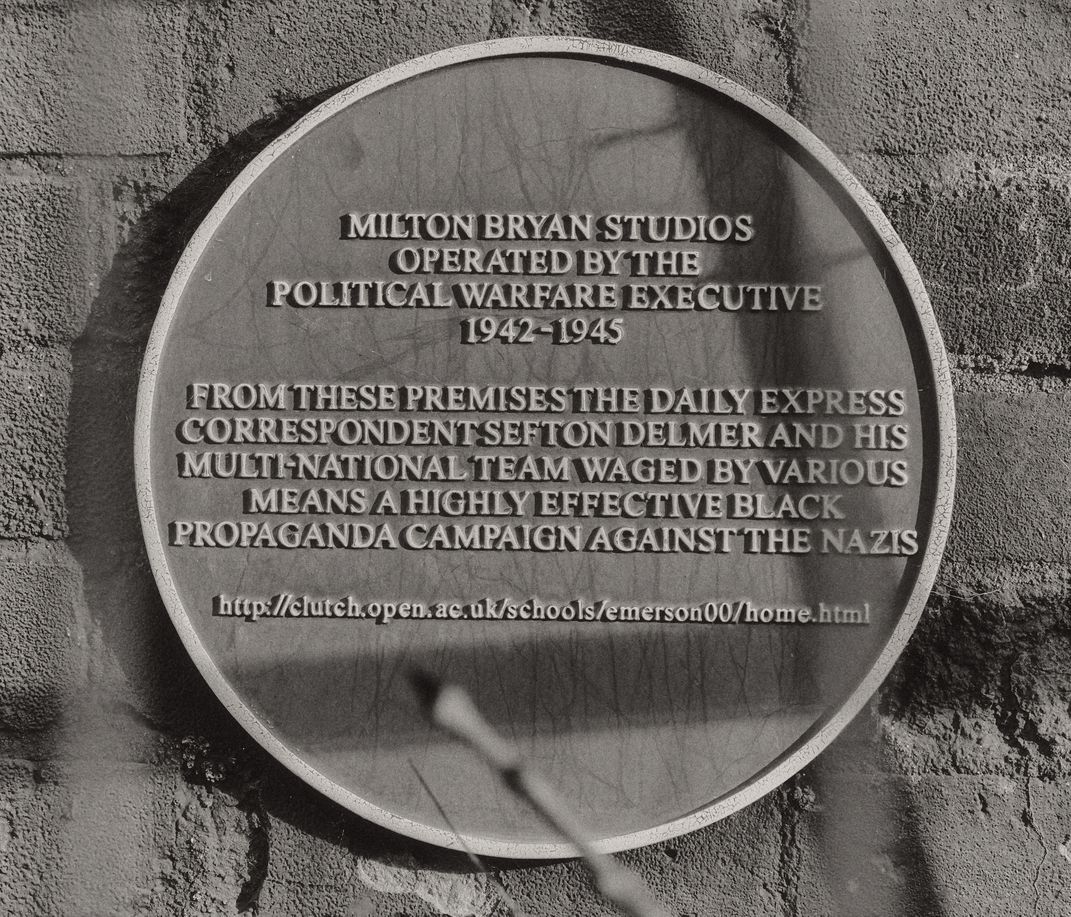 MILTON BRYAN STUDIOS
OPERATED BY THE
POLITICAL WARFARE EXECUTIVE
1942-1945
FROM THESE PREMISES THE DAILY EXPRESS
CORRESPONDENT SEFTON DELMER AND HIS
MULTI-NATIONAL TEAM WAGED BY VARIOUS
MEANS A HIGHLY EFFECTIVE BLACK
PROPAGANDA CAMPAIGN AGAINST THE NAZIS
http://clutch.open.ac.uk/schools/emerson00/home.html